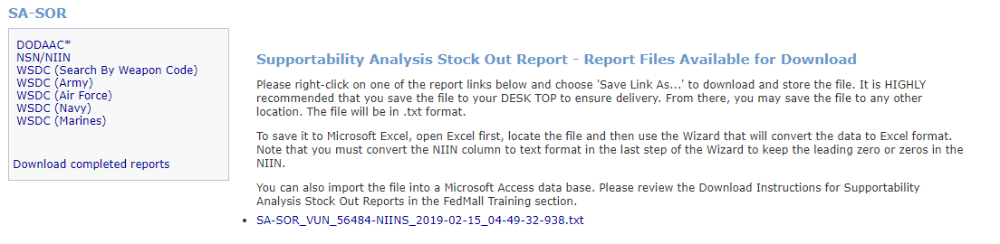 SA-SOR
DODAAC*
NSN/NIIN
WSDC (Search By Weapon Code)
WSDC (Army)
WSDC (Air Force)
WSDC (Navy)
WSDC (Marines)
Download completed reports
Supportability Analysis Stock Out Report - Report Files Available for Download
Please right-click on one of the report links below and choose 'Save Link As...' to download and store the file. It is HIGHLY
recommended that you save the file to your DESK TOP to ensure delivery. From there, you may save the file to any other
location. The file will be in .txt format.
To save it to Microsoft Excel, open Excel first, locate the file and then use the Wizard that will convert the data to Excel format.
Note that you must convert the NIIN column to text format in the last step of the Wizard to keep the leading zero or zeros in the
NIIN.
You can also import the file into a Microsoft Access data base. Please review the Download Instructions for Supportability
Analysis Stock Out Reports in the FedMall Training section.
• SA-SOR_VUN_56484-NIINS_2019-02-15_04-49-32-938.txt